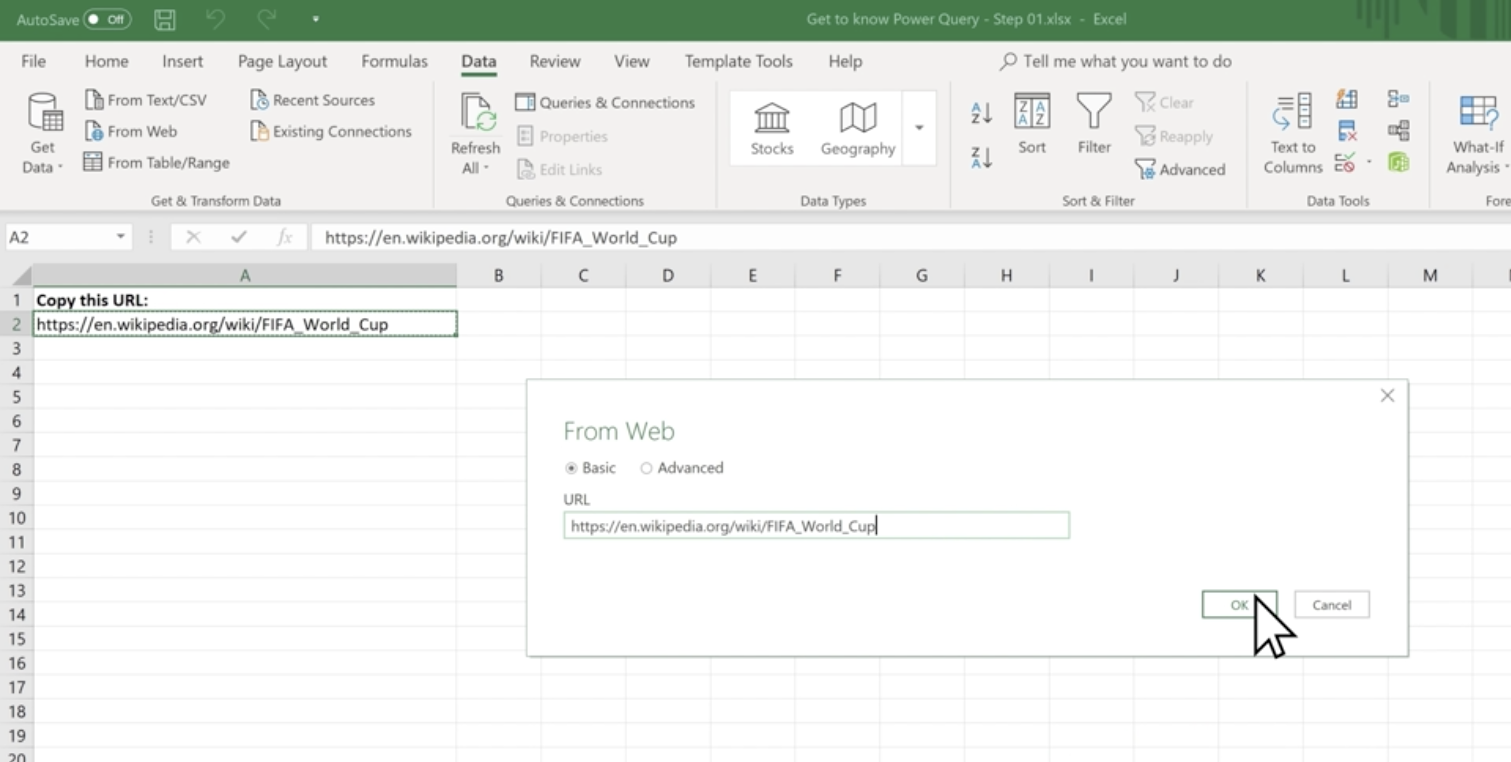 AutoSave Off Get to know Power Query - Step 01.xlsx - Excel
File Home Insert Page Layout Formulas Data Review View Template Tools Help Tell me what you want to do
Get Data
From Text/CSV
From Web
From Table/Range
Recent Sources
Existing Connections
Get & Transform Data
Refresh All
Queries & Connections
Properties
Edit Links
Queries & Connections
Stocks Geography
Data Types
Sort Filter
Clear
Reapply
Advanced
Sort & Filter
Text to Columns
Data Tools
What-If Analysis
Fore
A2 fx https://en.wikipedia.org/wiki/FIFA_World_Cup
A B C D E F G H I J K L M
1 Copy this URL:
2 https://en.wikipedia.org/wiki/FIFA_World_Cup
3
4
5
6
7
8
9
10
11
12
13
14
15
16
17
18
19
20
From Web
Basic Advanced
URL
https://en.wikipedia.org/wiki/FIFA_World_Cup
OK Cancel